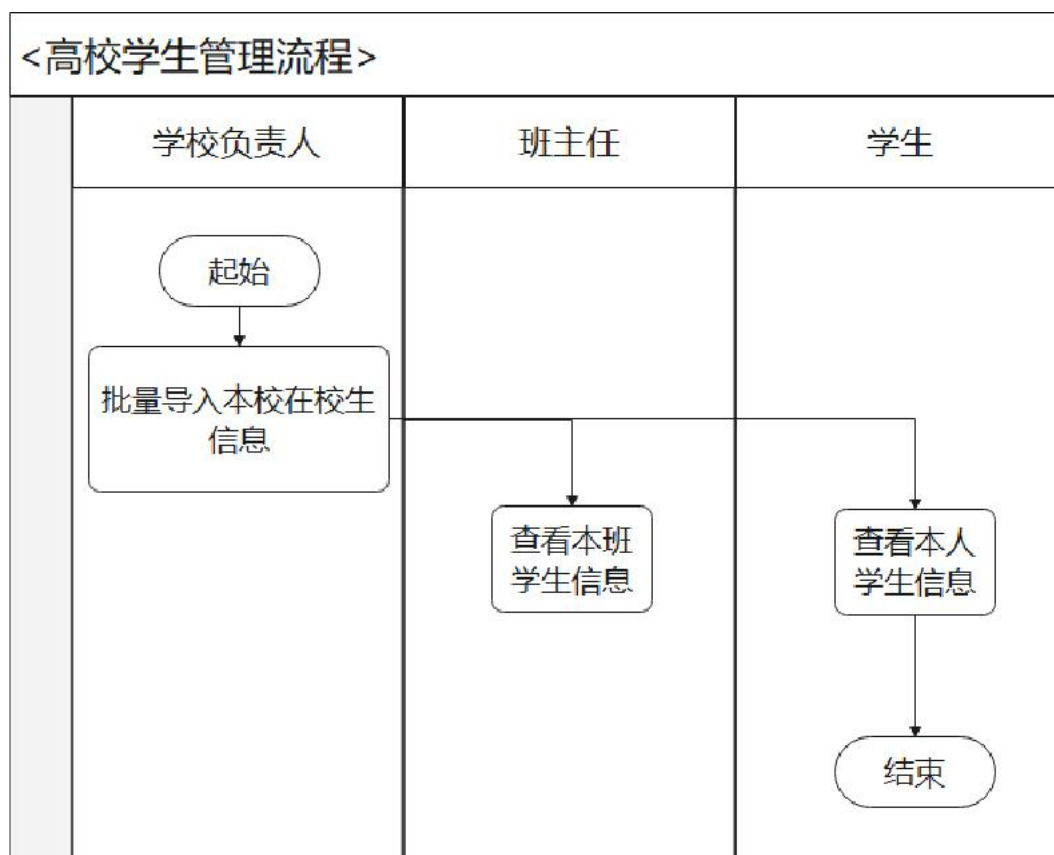 <高校学生管理流程>
学校负责人
班主任
学生
起始
批量导入本校在校生
信息
查看本班
学生信息
查看本人
学生信息
结束